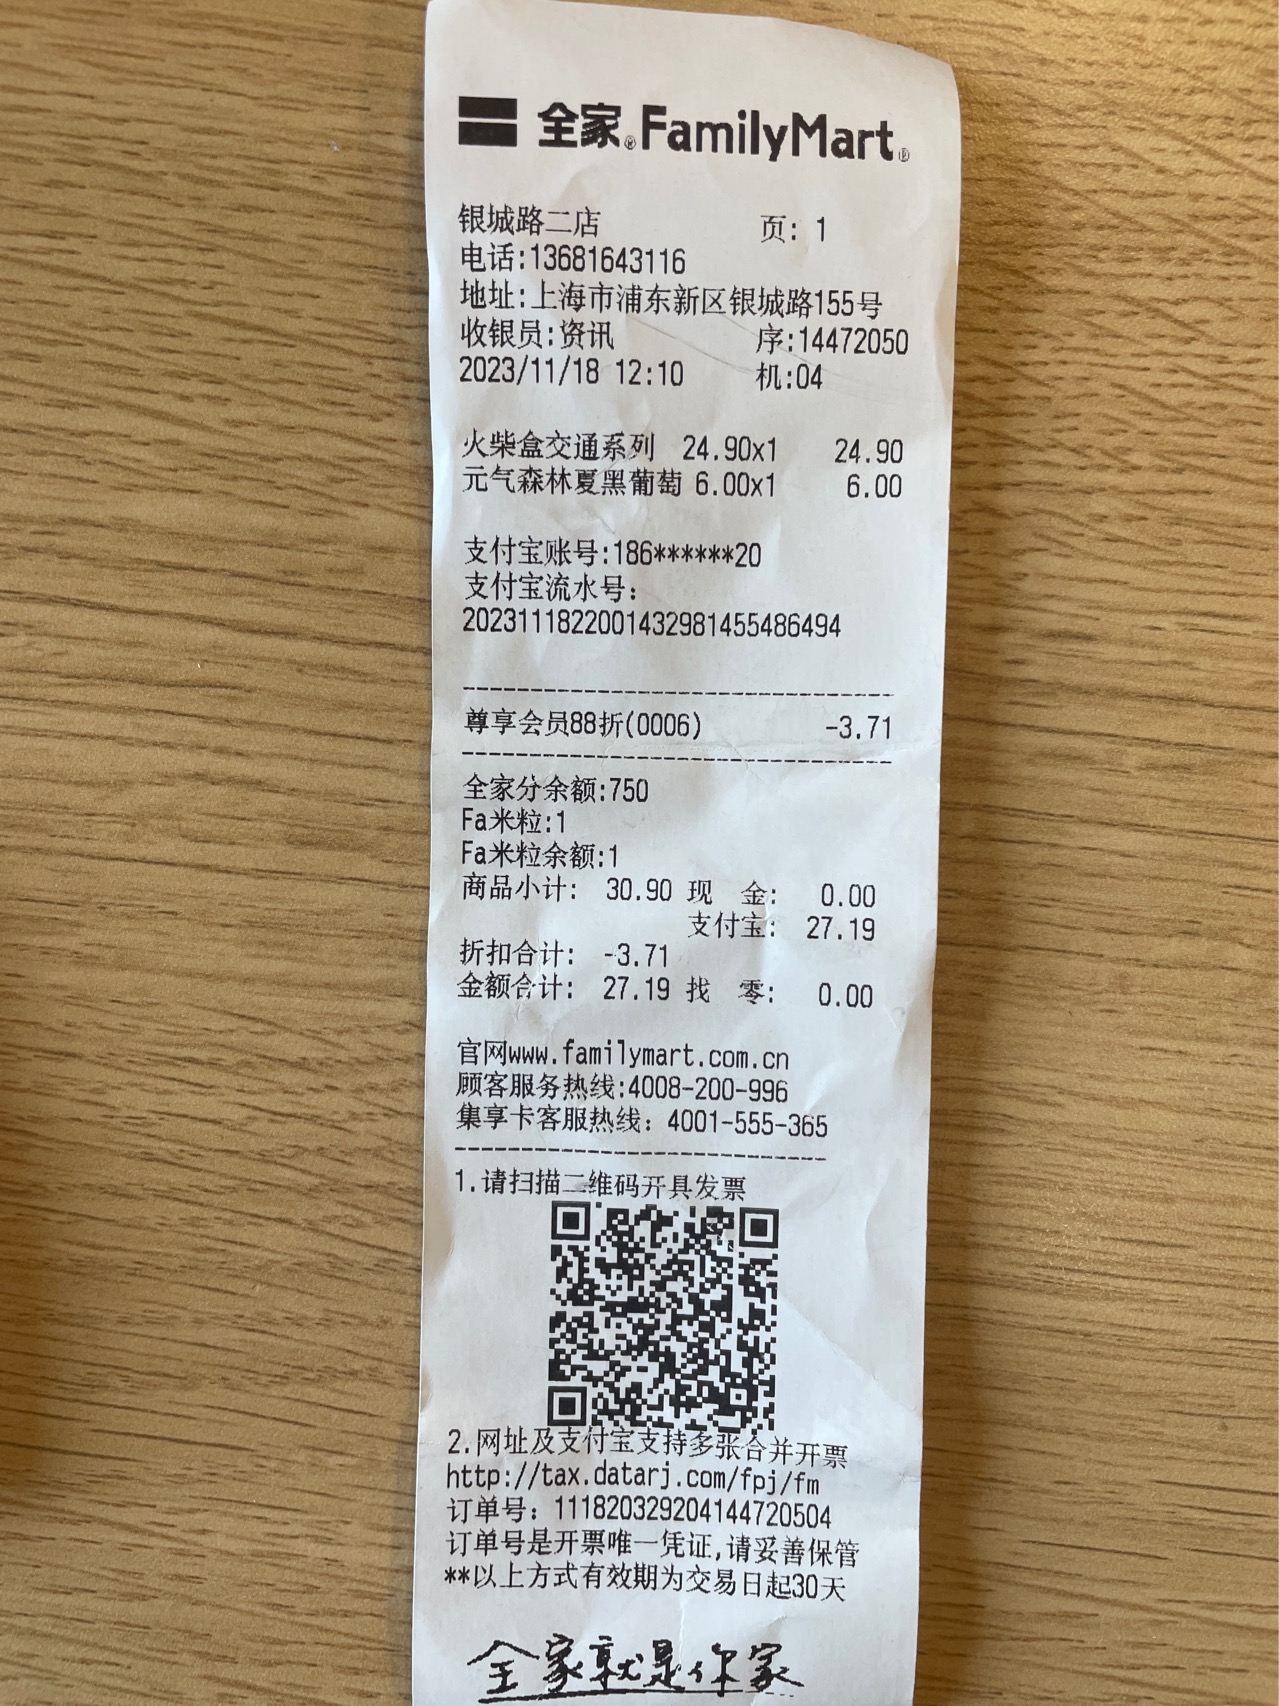 全家® FamilyMart®
银城路二店 页: 1
电话:13681643116
地址:上海市浦东新区银城路155号
收银员:资讯 序:14472050
2023/11/18 12:10 机:04
火柴盒交通系列 24.90x1 24.90
元气森林夏黑葡萄 6.00x1 6.00
支付宝账号:186******20
支付宝流水号:
2023111822001432981455486494
尊享会员88折(0006) -3.71
全家分余额:750
Fa米粒:1
Fa米粒余额:1
商品小计: 30.90 现 金: 0.00
支付宝: 27.19
折扣合计: -3.71
金额合计: 27.19 找 零: 0.00
官网www.familymart.com.cn
顾客服务热线:4008-200-996
集享卡客服热线: 4001-555-365
1.请扫描二维码开具发票
2.网址及支付宝支持多张合并开票
http://tax.datarj.com/fpj/fm
订单号: 111820329204144720504
订单号是开票唯一凭证,请妥善保管
**以上方式有效期为交易日起30天
全家就是你家